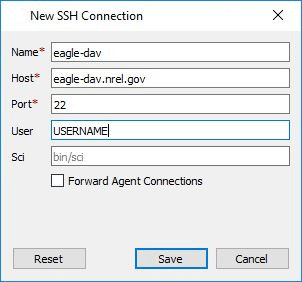 New SSH Connection
Name* eagle-dav
Host* eagle-dav.nrel.gov
Port* 22
User USERNAME
Sci bin/sci
Forward Agent Connections
Reset Save Cancel